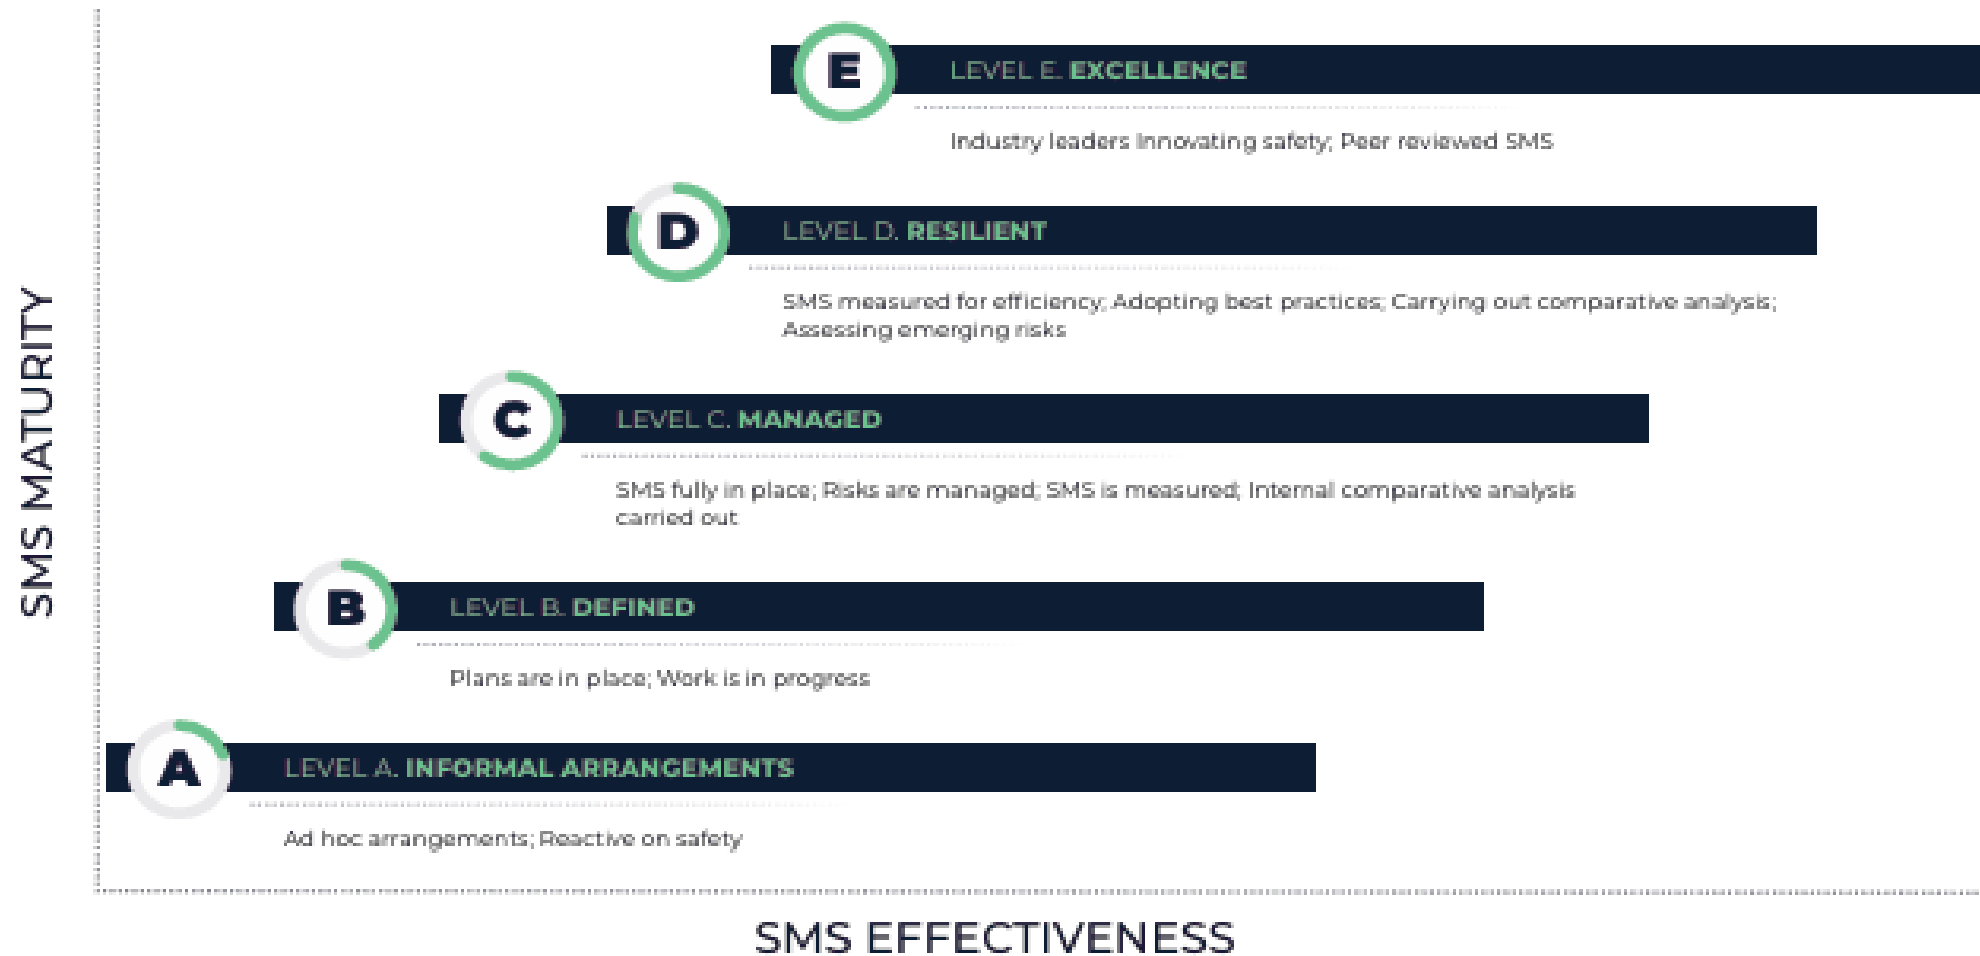 E
LEVEL E. EXCELLENCE
Industry leaders Innovating safety; Peer reviewed SMS
D
LEVEL D. RESILIENT
SMS measured for efficiency; Adopting best practices; Carrying out comparative analysis;
Assessing emerging risks
C
LEVEL C. MANAGED
SMS fully in place; Risks are managed; SMS is measured; Internal comparative analysis
carried out
B
LEVEL B. DEFINED
Plans are in place; Work is in progress
A
LEVEL A. INFORMAL ARRANGEMENTS
Ad hoc arrangements; Reactive on safety
SMS MATURITY
SMS EFFECTIVENESS